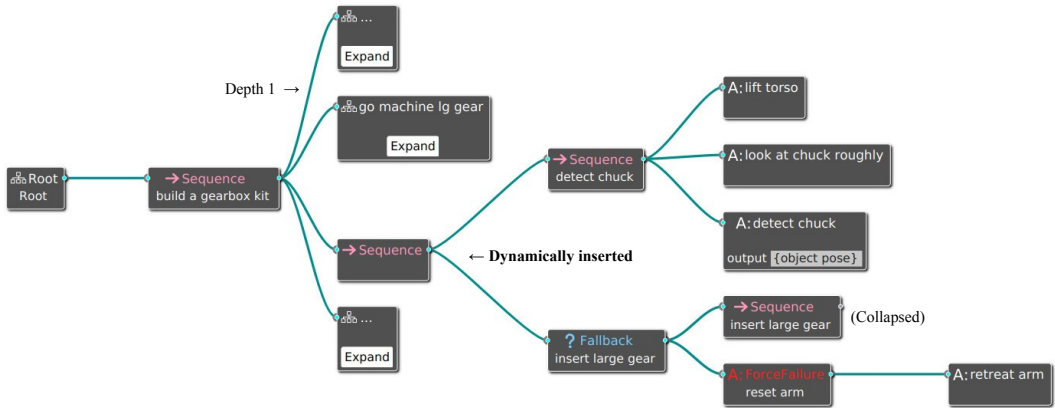 Root
Root
→ Sequence
build a gearbox kit
Depth 1 →
...
Expand
go machine lg gear
Expand
→ Sequence
...
Expand
← Dynamically inserted
→ Sequence
detect chuck
? Fallback
insert large gear
A: lift torso
A: look at chuck roughly
A: detect chuck
output {object pose}
→ Sequence
insert large gear
(Collapsed)
A: ForceFailure
reset arm
A: retreat arm